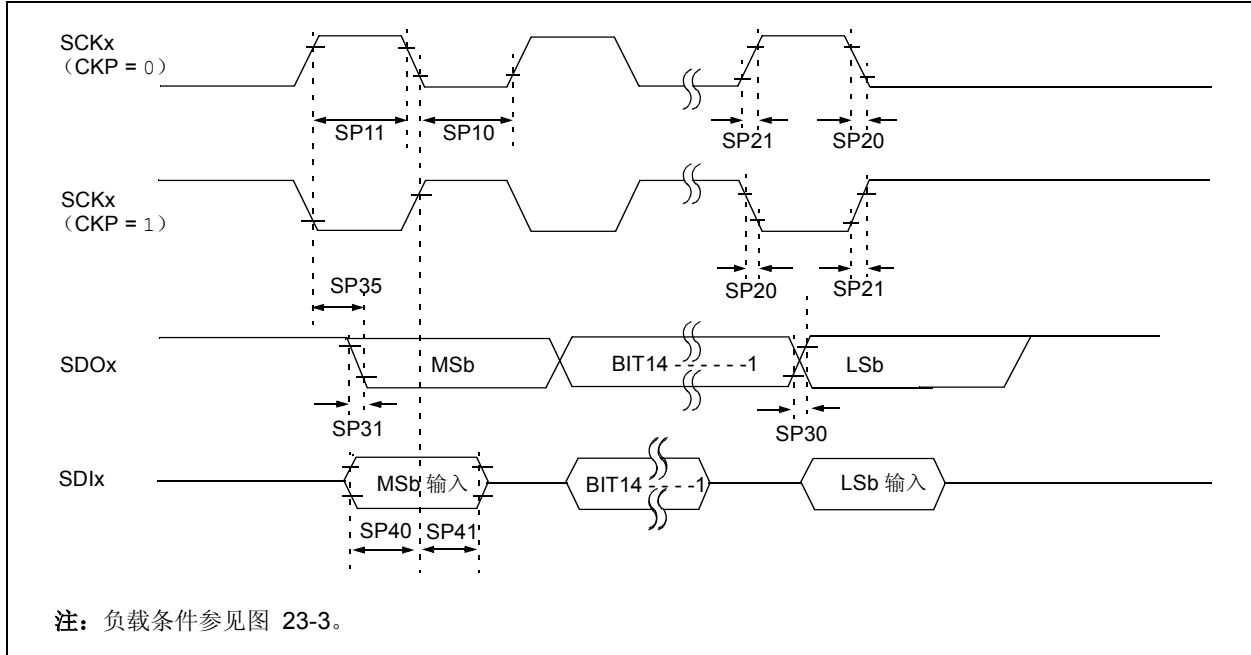 SCKx
（CKP = 0）
SP11
SP10
SP21
SP20
SCKx
（CKP = 1）
SP35
SP20
SP21
SDOx
MSb
BIT14 - - - - - -1
LSb
SP31
SP30
SDIx
MSb 输入
BIT14 - - - - -1
LSb 输入
SP40
SP41
注：负载条件参见图 23-3。